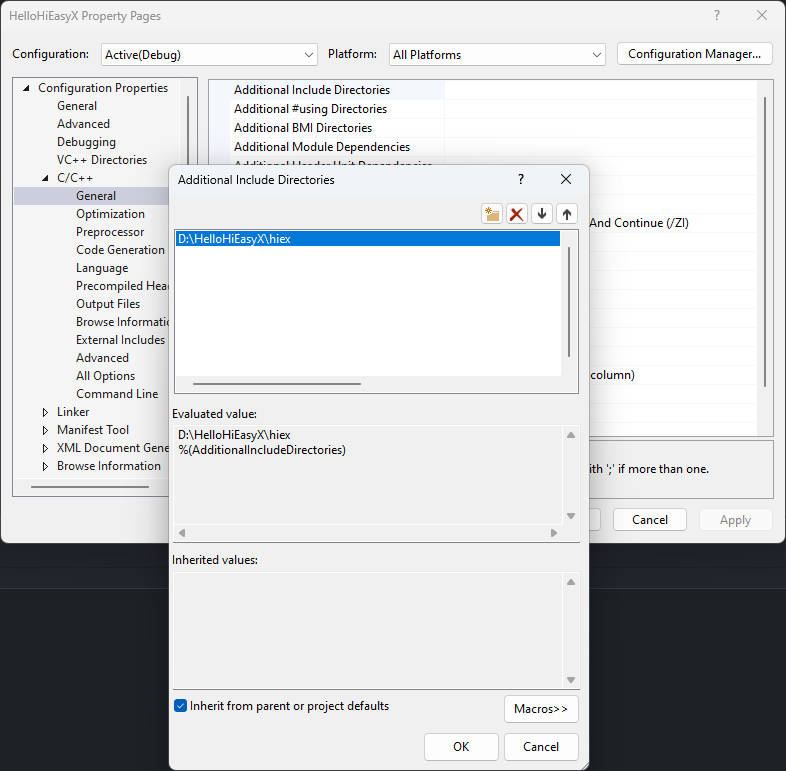 HelloHiEasyX Property Pages
Configuration:
Active(Debug)
Platform:
All Platforms
Configuration Manager...
Configuration Properties
General
Advanced
Debugging
VC++ Directories
C/C++
General
Optimization
Preprocessor
Code Generation
Language
Precompiled Hea
Output Files
Browse Informatio
External Includes
Advanced
All Options
Command Line
Linker
Manifest Tool
XML Document Gene
Browse Information
Additional Include Directories
Additional #using Directories
Additional BMI Directories
Additional Module Dependencies
Additional Header Unit Dependencies
And Continue (/ZI)
column)
ith ';' if more than one.
Cancel
Apply
Additional Include Directories
?
D:\HelloHiEasyX\hiex
Evaluated value:
D:\HelloHiEasyX\hiex
%(AdditionalIncludeDirectories)
Inherited values:
Inherit from parent or project defaults
Macros>>
OK
Cancel